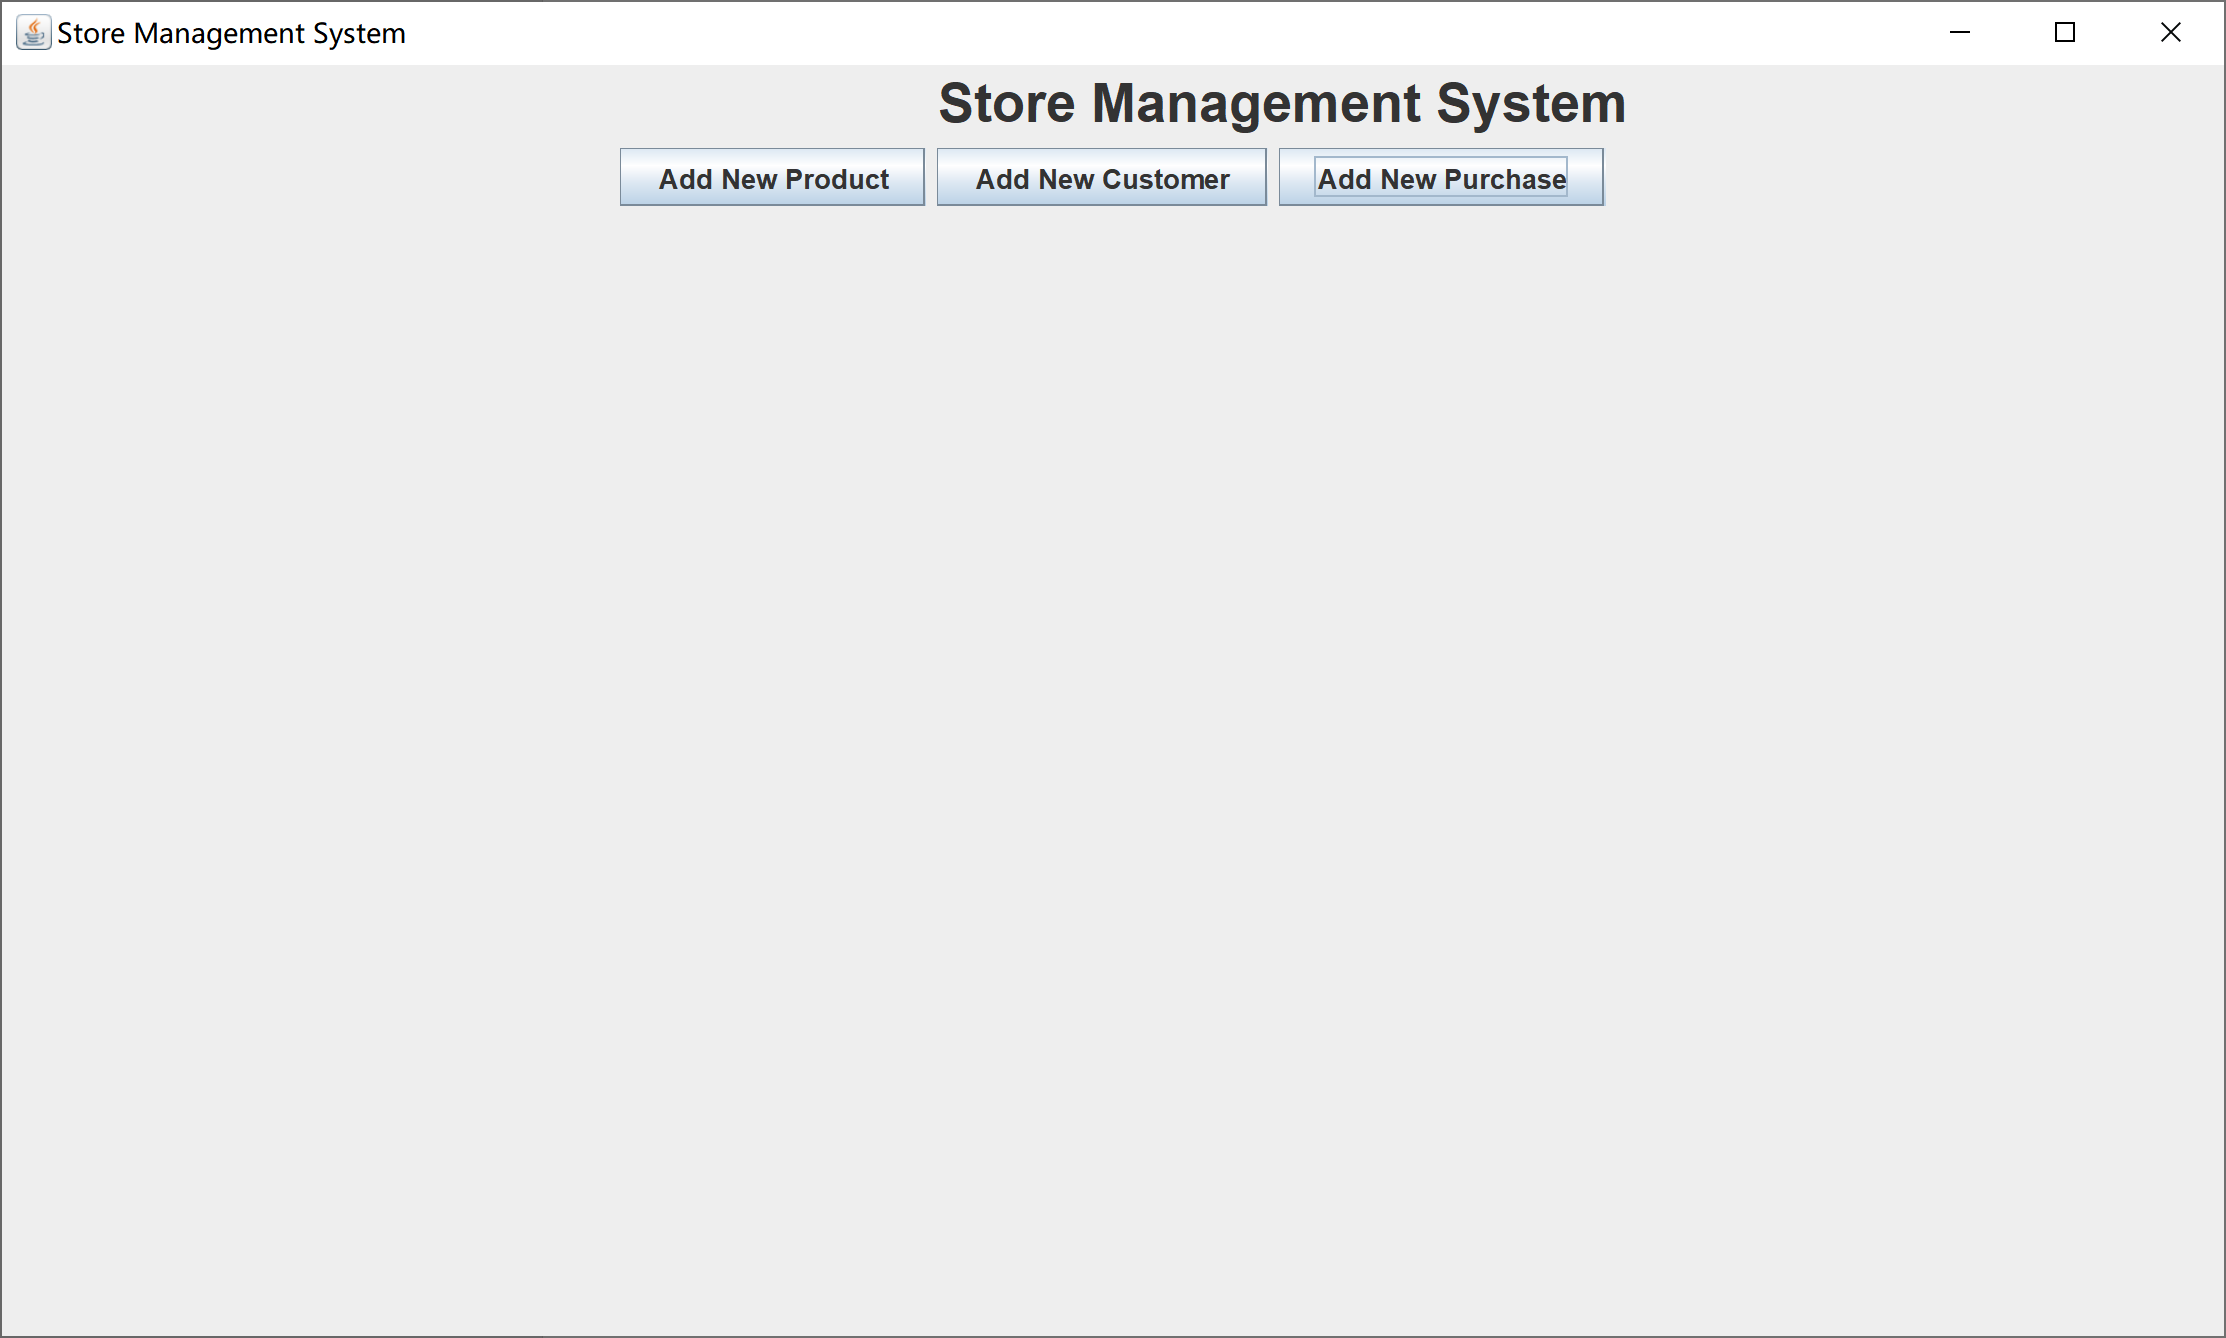 Store Management System
Store Management System
Add New Product
Add New Customer
Add New Purchase